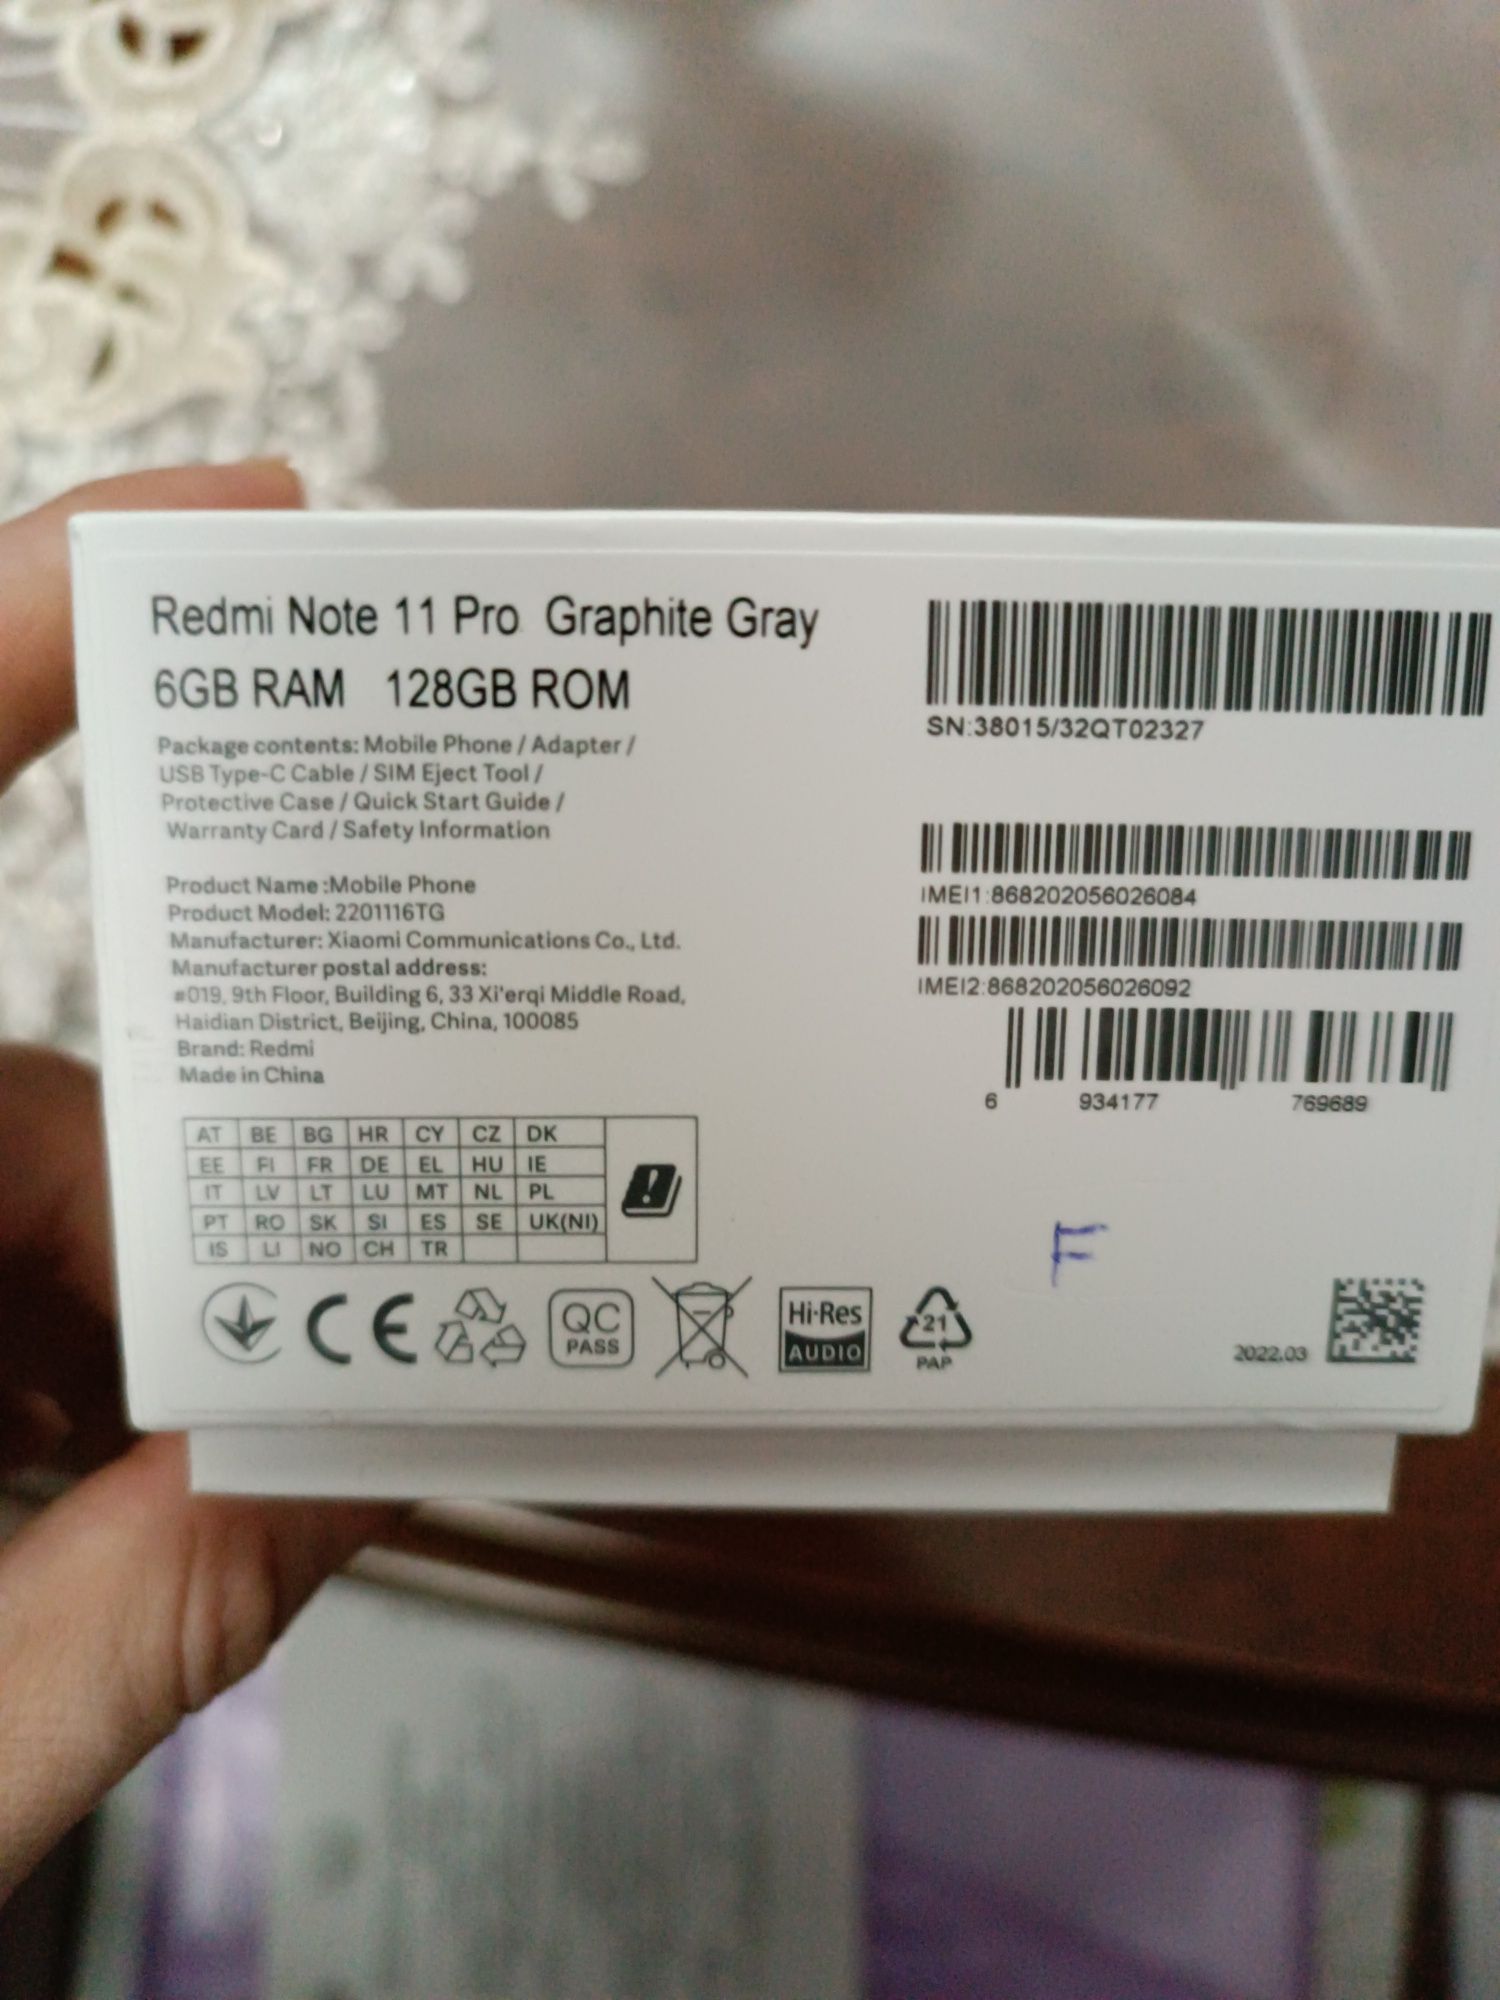 Redmi Note 11 Pro Graphite Gray
6GB RAM 128GB ROM
Package contents: Mobile Phone / Adapter /
USB Type-C Cable / SIM Eject Tool /
Protective Case / Quick Start Guide /
Warranty Card / Safety Information
Product Name :Mobile Phone
Product Model: 2201116TG
Manufacturer: Xiaomi Communications Co., Ltd.
Manufacturer postal address:
#019, 9th Floor, Building 6, 33 Xi'erqi Middle Road,
Haidian District, Beijing, China, 100085
Brand: Redmi
Made in China
AT BE BG HR CY CZ DK
EE FI FR DE EL HU IE
IT LV LT LU MT NL PL
PT RO SK SI ES SE UK(NI)
IS LI NO CH TR
CE
QC
PASS
Hi-Res
AUDIO
21
PAP
SN:38015/32QT02327
IMEI1:868202056026084
IMEI2:868202056026092
6 934177 769689
F
2022.03